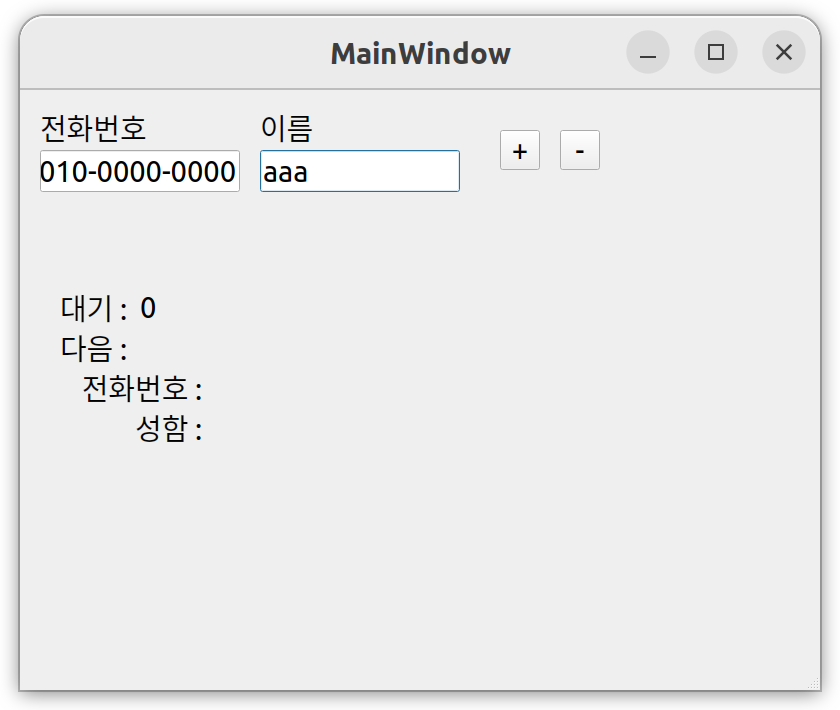 MainWindow
전화번호 이름
+ -
010-0000-0000 aaa
대기 : 0
다음 :
전화번호 :
성함 :